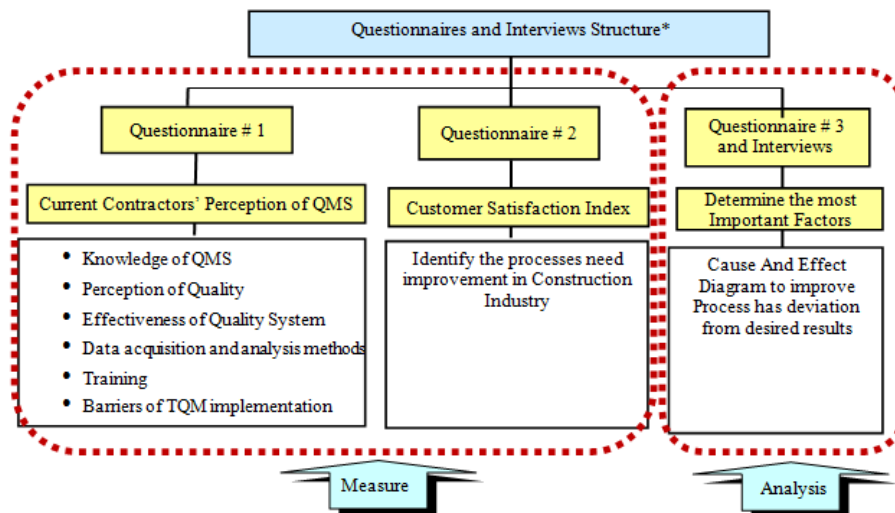 Questionnaires and Interviews Structure*
Questionnaire # 1
Current Contractors' Perception of QMS
• Knowledge of QMS
• Perception of Quality
• Effectiveness of Quality System
• Data acquisition and analysis methods
• Training
• Barriers of TQM implementation
Questionnaire # 2
Customer Satisfaction Index
Identify the processes need
improvement in Construction
Industry
Questionnaire # 3
and Interviews
Determine the most
Important Factors
Cause And Effect
Diagram to improve
Process has deviation
from desired results
Measure
Analysis